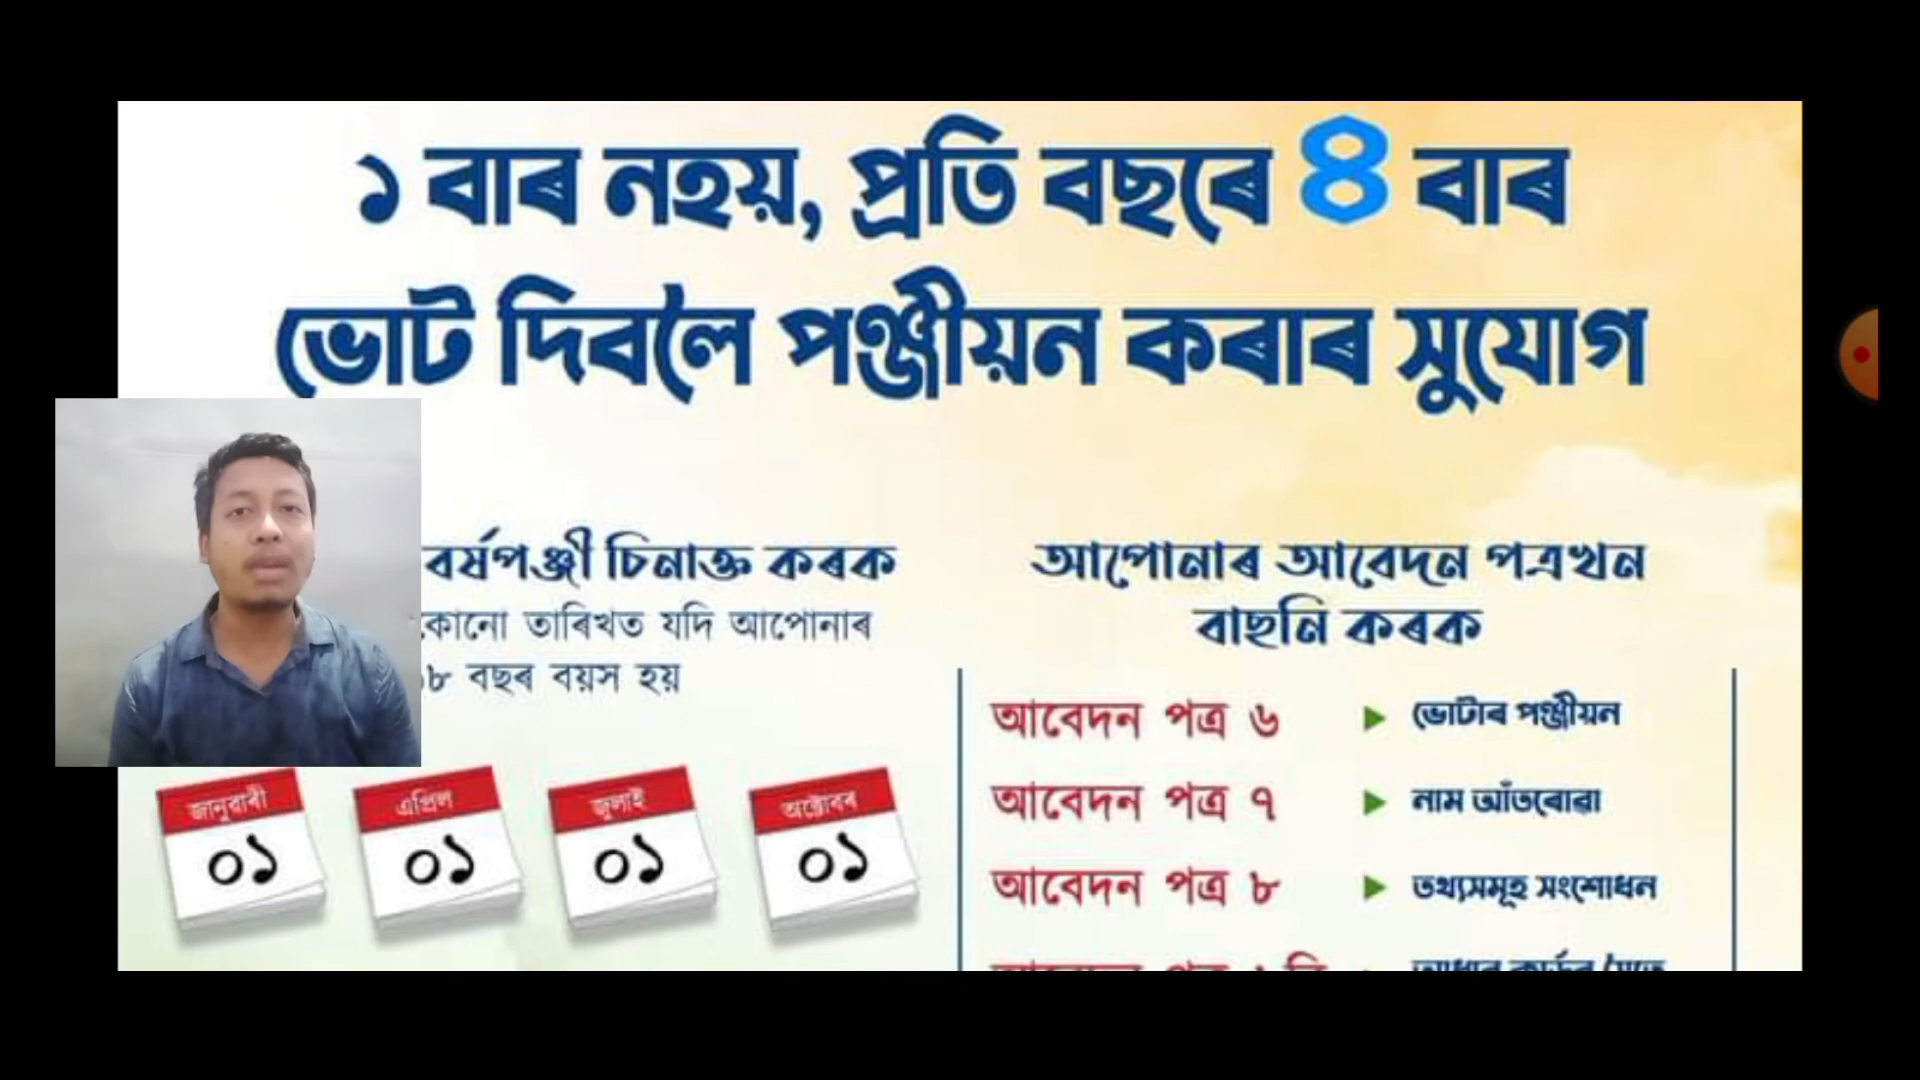 ১ বাৰ নহয়, প্ৰতি বছৰে ৪ বাৰ
ভোট দিবলৈ পঞ্জীয়ন কৰাৰ সুযোগ
বৰ্ষপঞ্জী চিনাক্ত কৰক
কোনো তাৰিখত যদি আপোনাৰ
১৮ বছৰ বয়স হয়
জানুৱাৰী
০১
এপ্ৰিল
০১
জুলাই
০১
অক্টোবৰ
০১
আপোনাৰ আবেদন পত্ৰখন
বাছনি কৰক
আবেদন পত্ৰ ৬ ▶ ভোটাৰ পঞ্জীয়ন
আবেদন পত্ৰ ৭ ▶ নাম আঁতৰোৱা
আবেদন পত্ৰ ৮ ▶ তথ্যসমূহ সংশোধন